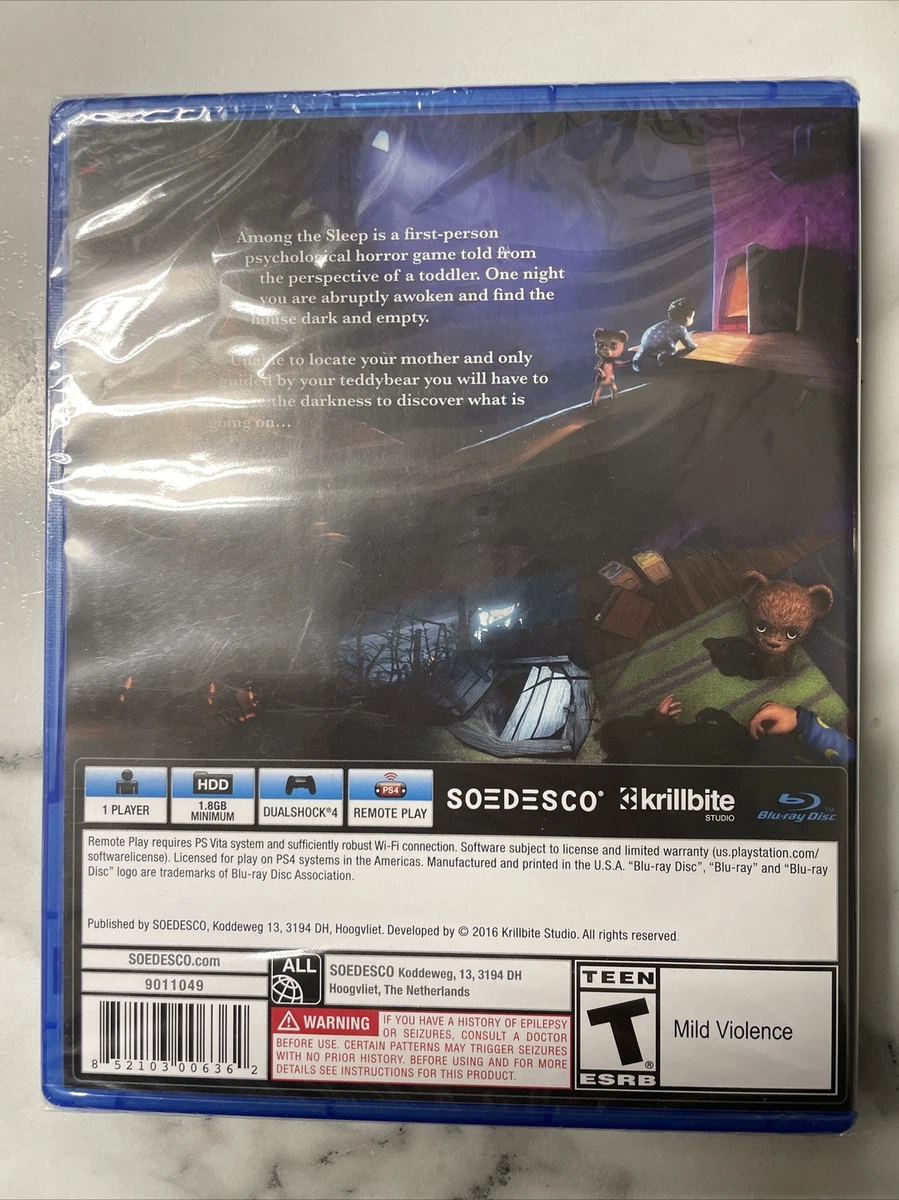 Among the Sleep is a first-person
psychological horror game told from
the perspective of a toddler. One night
you are abruptly awoken and find the
house dark and empty.
Unable to locate your mother and only
guided by your teddybear you will have to
the darkness to discover what is
going on...
1 PLAYER
HDD
1.8GB
MINIMUM
DUALSHOCK®4
PS4
REMOTE PLAY
SOEDESCO®
krillbite
STUDIO
Blu-ray Disc™
Remote Play requires PS Vita system and sufficiently robust Wi-Fi connection. Software subject to license and limited warranty (us.playstation.com/
softwarelicense). Licensed for play on PS4 systems in the Americas. Manufactured and printed in the U.S.A. “Blu-ray Disc”, “Blu-ray” and “Blu-ray
Disc” logo are trademarks of Blu-ray Disc Association.
Published by SOEDESCO, Koddeweg 13, 3194 DH, Hoogvliet. Developed by © 2016 Krillbite Studio. All rights reserved.
SOEDESCO.com
9011049
8 52103 00636 2
ALL
SOEDESCO Koddeweg, 13, 3194 DH
Hoogvliet, The Netherlands
WARNING IF YOU HAVE A HISTORY OF EPILEPSY
OR SEIZURES, CONSULT A DOCTOR
BEFORE USE. CERTAIN PATTERNS MAY TRIGGER SEIZURES
WITH NO PRIOR HISTORY. BEFORE USING AND FOR MORE
DETAILS SEE INSTRUCTIONS FOR THIS PRODUCT.
TEEN
T®
ESRB
Mild Violence